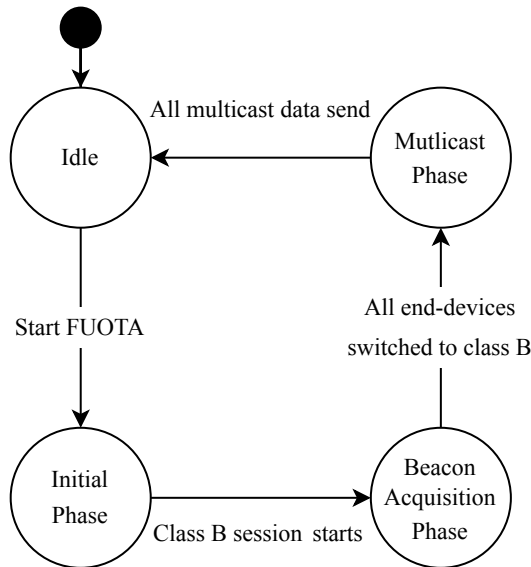 All multicast data send
Idle
Mutlicast
Phase
Start FUOTA
All end-devices
switched to class B
Initial
Phase
Beacon
Acquisition
Phase
Class B session starts